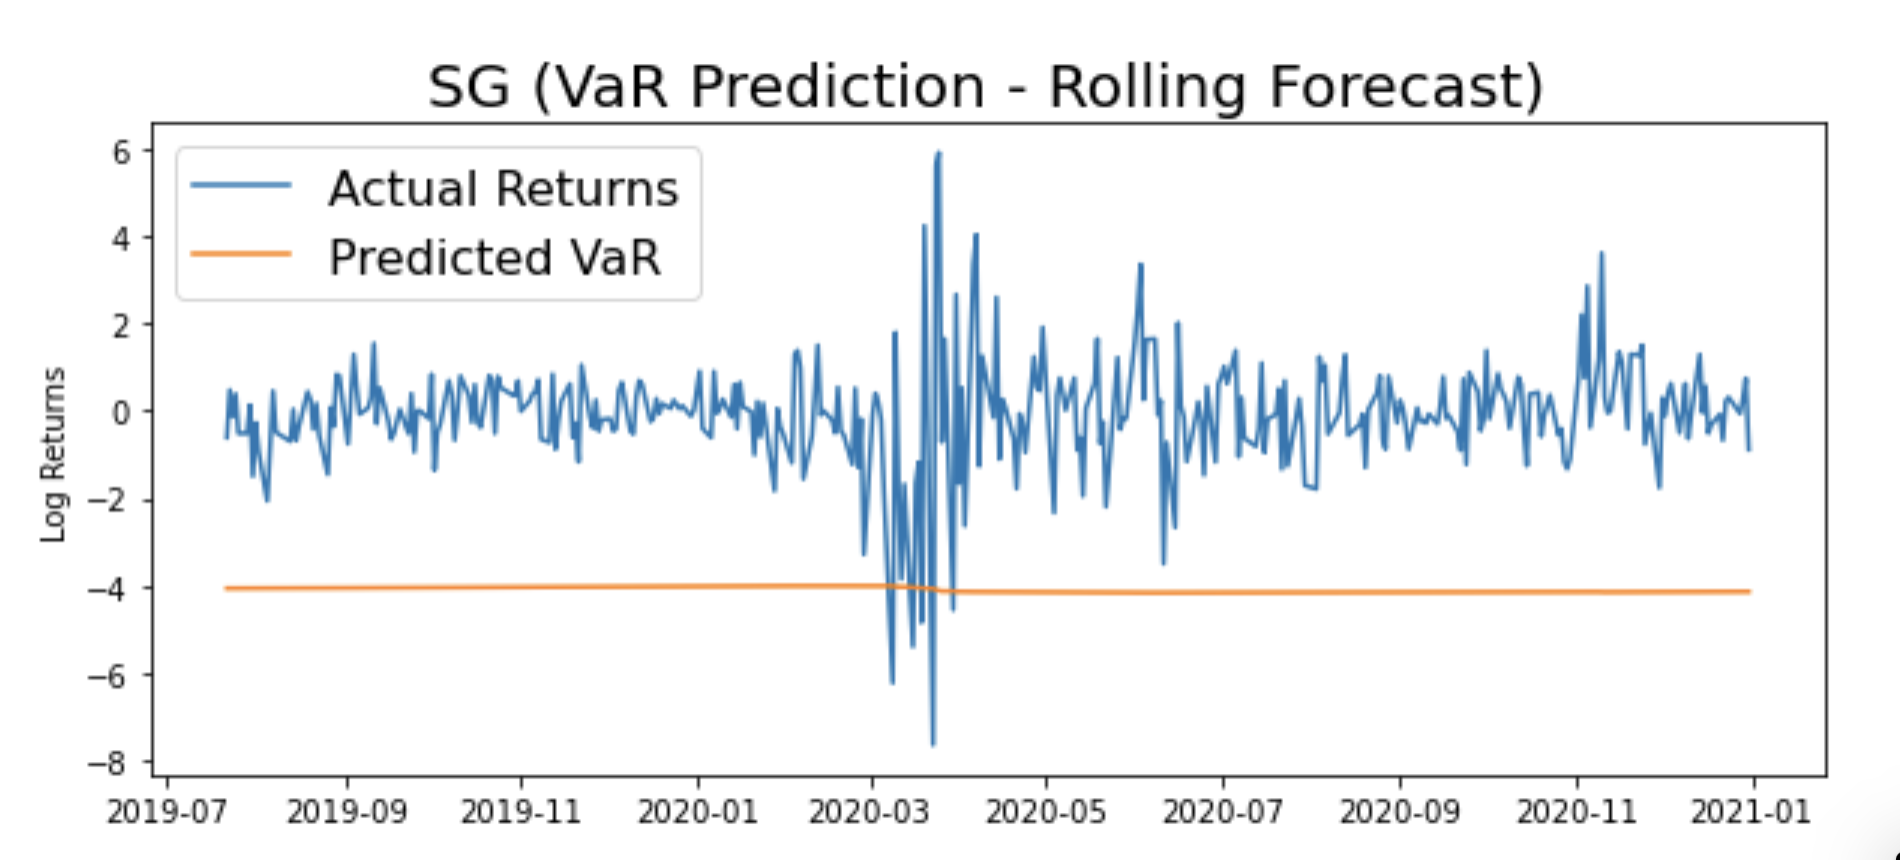 SG (VaR Prediction - Rolling Forecast)
Actual Returns
Predicted VaR
Log Returns
6
4
2
0
−2
−4
−6
−8
2019-07 2019-09 2019-11 2020-01 2020-03 2020-05 2020-07 2020-09 2020-11 2021-01